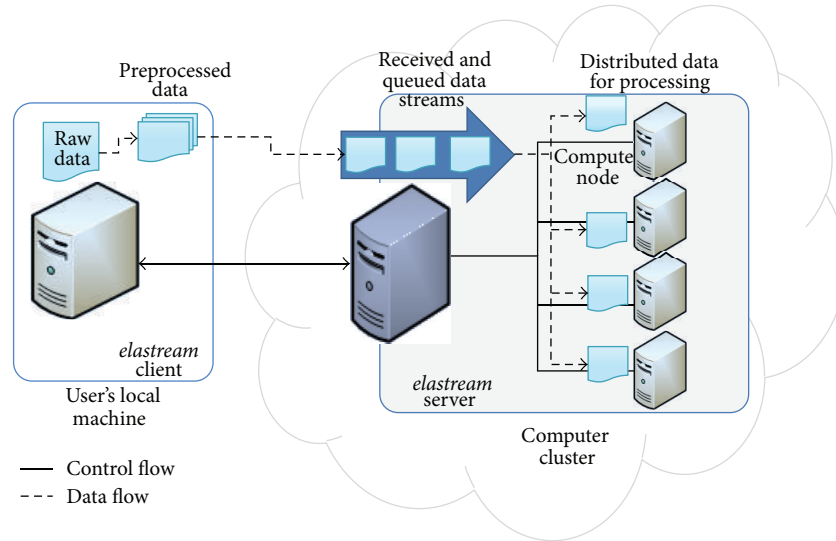 Preprocessed
data
Raw
data
elastream
client
User's local
machine
Received and
queued data
streams
Distributed data
for processing
Compute
node
elastream
server
Computer
cluster
Control flow
Data flow